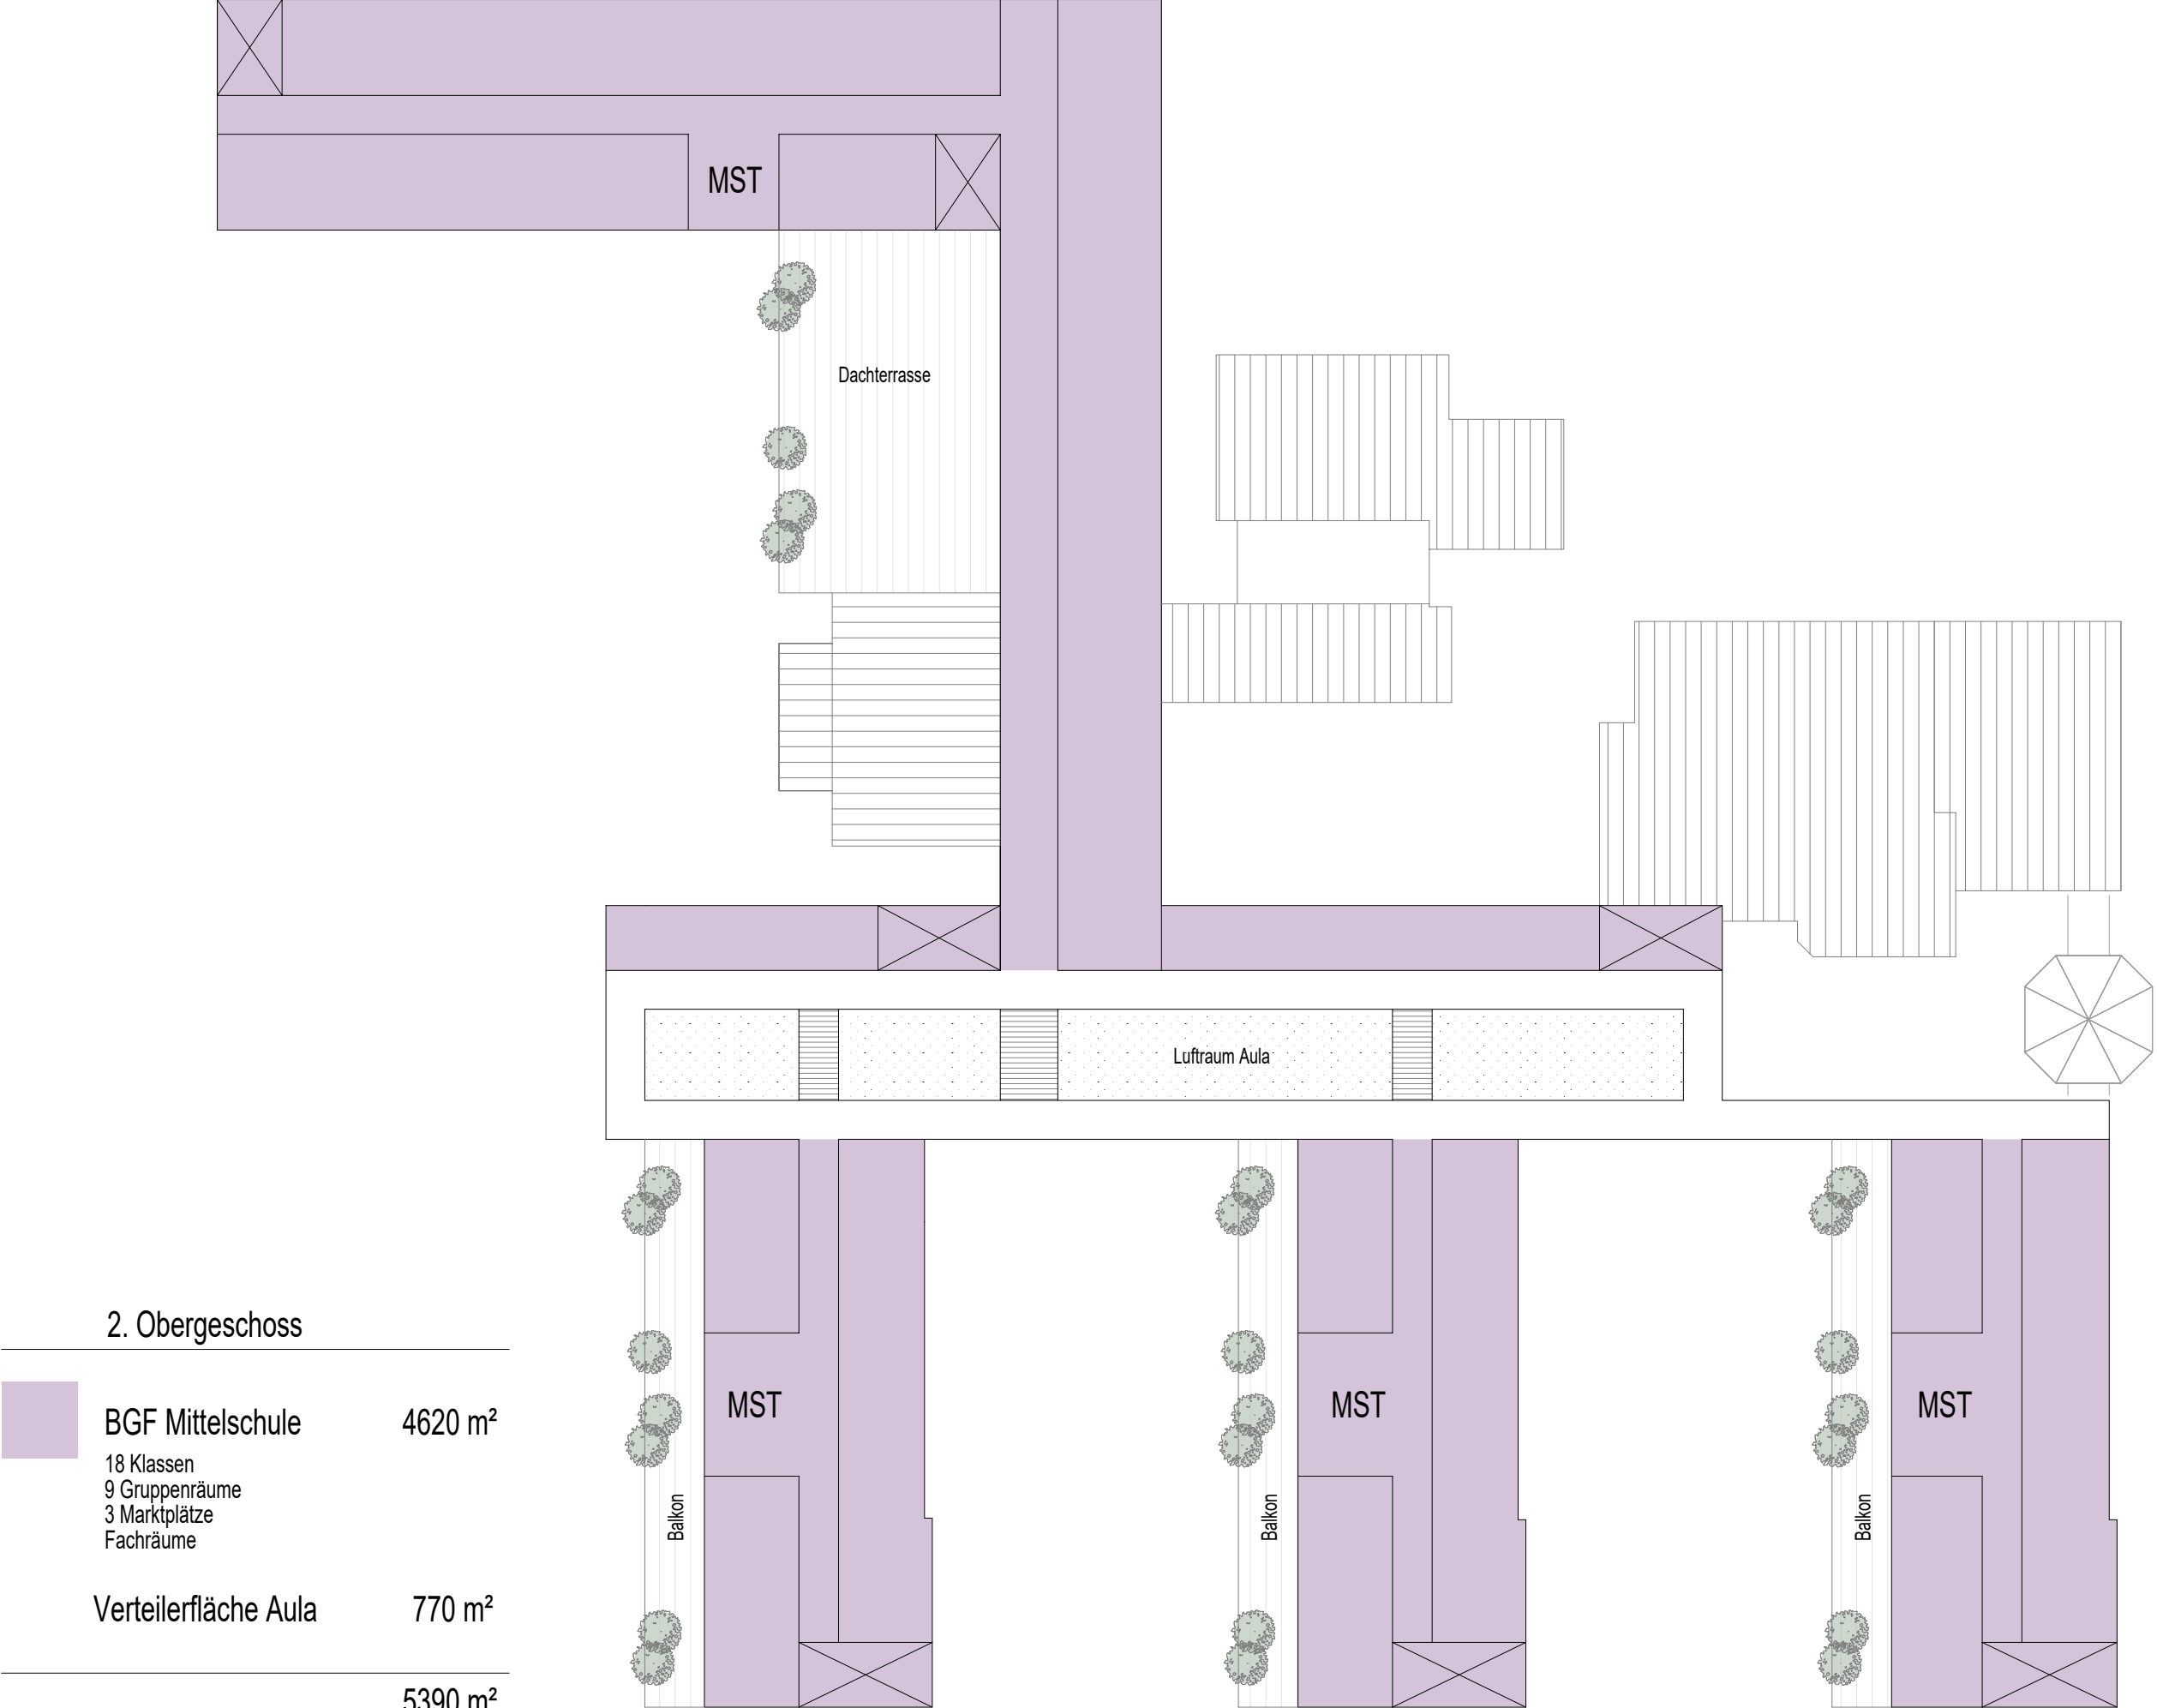 MST
Dachterrasse
Luftraum Aula
MST
MST
MST
Balkon
Balkon
Balkon
2. Obergeschoss
BGF Mittelschule 4620 m²
18 Klassen
9 Gruppenräume
3 Marktplätze
Fachräume
Verteilerfläche Aula 770 m²
5390 m²